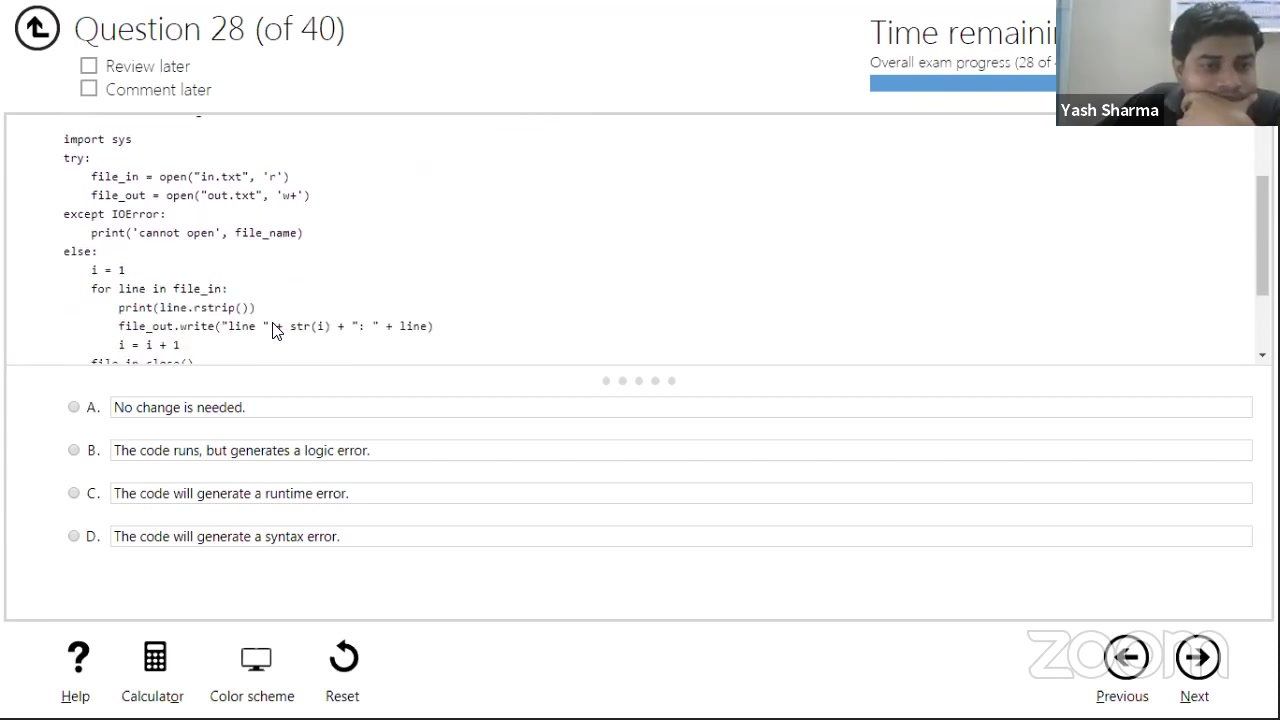 Question 28 (of 40)
Review later
Comment later
Time remaini
Overall exam progress (28 of
Yash Sharma
import sys
try:
    file_in = open("in.txt", 'r')
    file_out = open("out.txt", 'w+')
except IOError:
    print('cannot open', file_name)
else:
    i = 1
    for line in file_in:
        print(line.rstrip())
        file_out.write("line " + str(i) + ": " + line)
        i = i + 1
    file_in.close()
A. No change is needed.
B. The code runs, but generates a logic error.
C. The code will generate a runtime error.
D. The code will generate a syntax error.
? Help
Calculator
Color scheme
Reset
zoom
Previous
Next